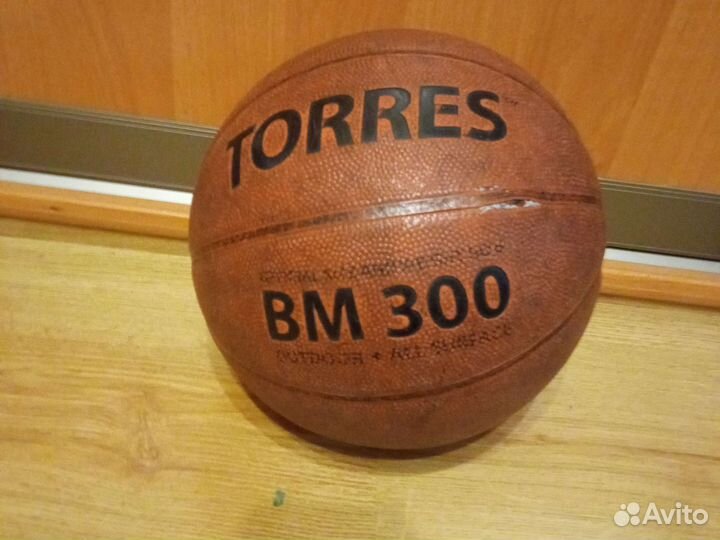 TORRES
BM 300
OUTDOOR + ALL SURFACE
Avito